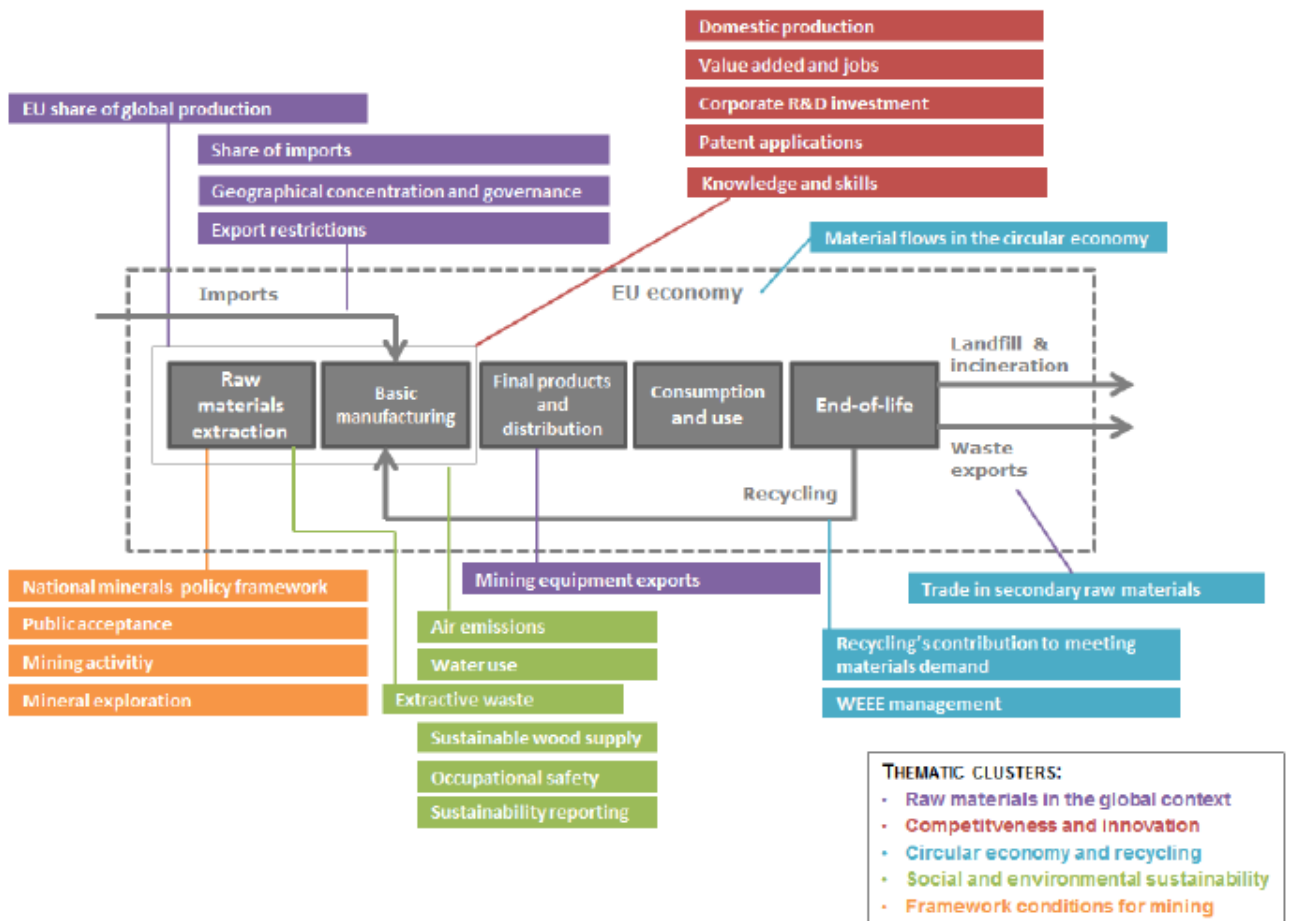 Domestic production
Value added and jobs
Corporate R&D investment
Patent applications
Knowledge and skills
EU share of global production
Share of imports
Geographical concentration and governance
Export restrictions
Material flows in the circular economy
Imports
EU economy
Raw
materials
extraction
Basic
manufacturing
Final products
and
distribution
Consumption
and use
End-of-life
Landfill &
incineration
Waste
exports
Recycling
National minerals policy framework
Public acceptance
Mining activitiy
Mineral exploration
Mining equipment exports
Air emissions
Water use
Extractive waste
Sustainable wood supply
Occupational safety
Sustainability reporting
Trade in secondary raw materials
Recycling's contribution to meeting
materials demand
WEEE management
THEMATIC CLUSTERS:
• Raw materials in the global context
• Competitveness and innovation
• Circular economy and recycling
• Social and environmental sustainability
• Framework conditions for mining